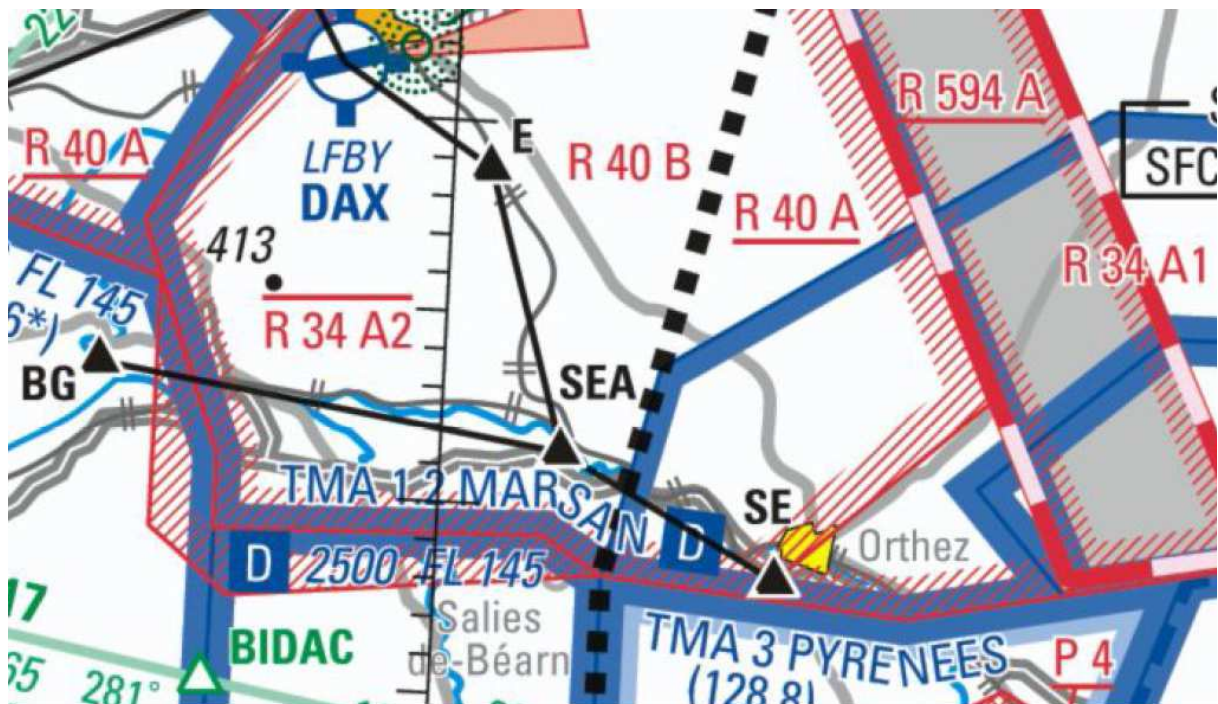 22
E
R 594 A
S
R 40 A
LFBY
DAX
R 40 B
SFC
R 40 A
413
FL 145
6*)
R 34 A2
R 34 A1
BG
SEA
TMA 1.2 MARSAN D
SE
Orthez
D 2500 FL 145
17
Salies
de-Béarn
BIDAC
TMA 3 PYRENEES
(128.8)
P 4
65 281°